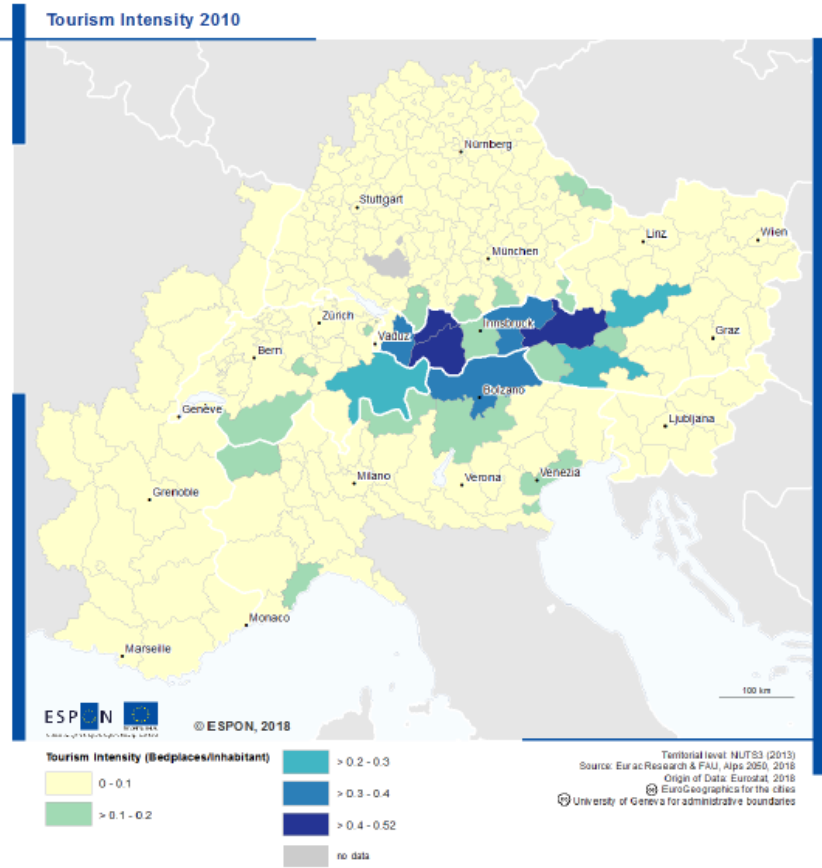 Tourism Intensity 2010
Nürnberg
Stuttgart
Linz
Wien
München
Zürich
Innsbruck
Vaduz
Graz
Bern
Bolzano
Genève
Ljubljana
Milano
Verona
Venezia
Grenoble
Monaco
Marseille
100 km
ESPON
© ESPON, 2018
Tourism Intensity (Bedplaces/Inhabitant)
0 - 0.1
> 0.1 - 0.2
> 0.2 - 0.3
> 0.3 - 0.4
> 0.4 - 0.52
no data
Territorial level: NUTS3 (2013)
Source: Eurac Research & FAU, Alps 2050, 2018
Origin of Data: Eurostat, 2018
EuroGeographics for the cities
University of Geneva for administrative boundaries